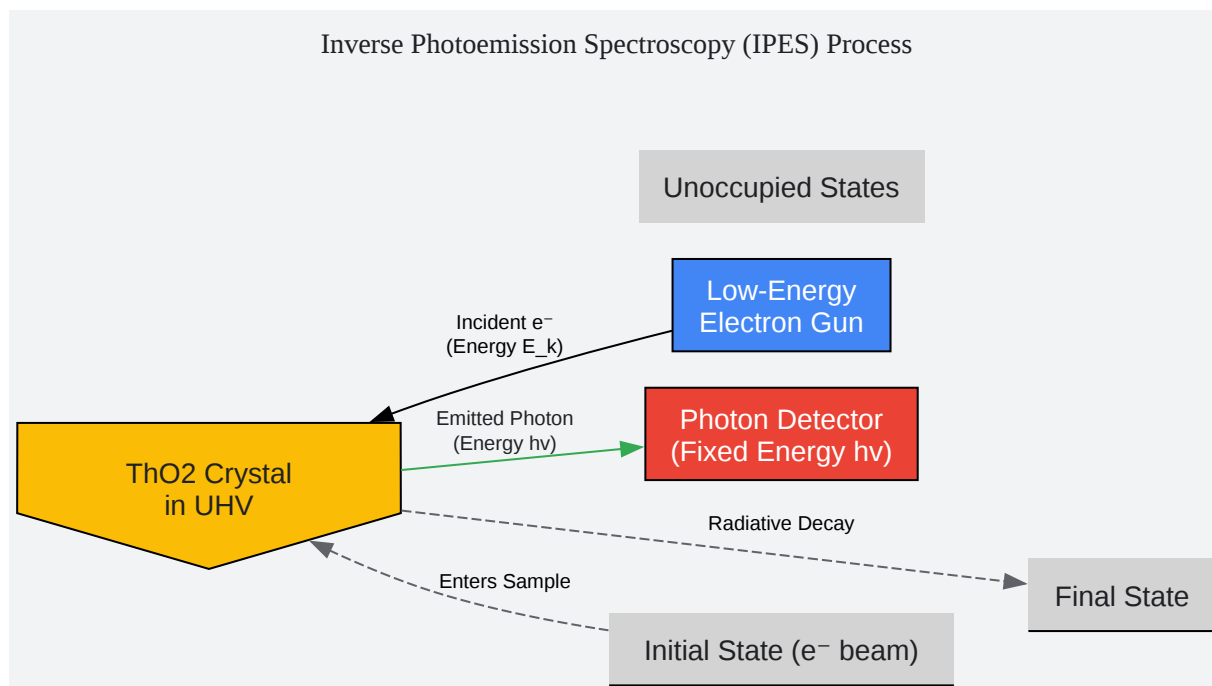 Inverse Photoemission Spectroscopy (IPES) Process
Unoccupied States
Low-Energy
Electron Gun
Incident e⁻
(Energy E_k)
Photon Detector
(Fixed Energy hv)
Emitted Photon
(Energy hv)
ThO2 Crystal
in UHV
Radiative Decay
Enters Sample
Final State
Initial State (e⁻ beam)